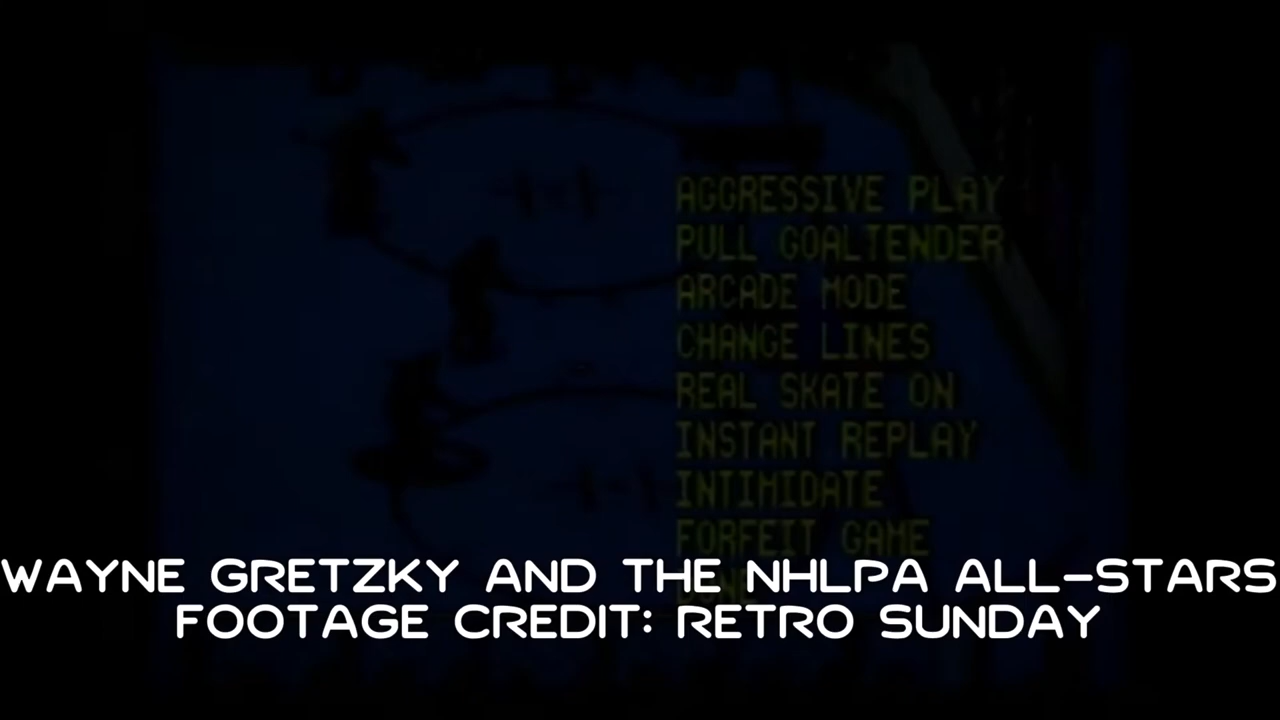 AGGRESSIVE PLAY
PULL GOALTENDER
ARCADE MODE
CHANGE LINES
REAL SKATE ON
INSTANT REPLAY
INTIMIDATE
FORFEIT GAME
WAYNE GRETZKY AND THE NHLPA ALL-STARS
FOOTAGE CREDIT: RETRO SUNDAY